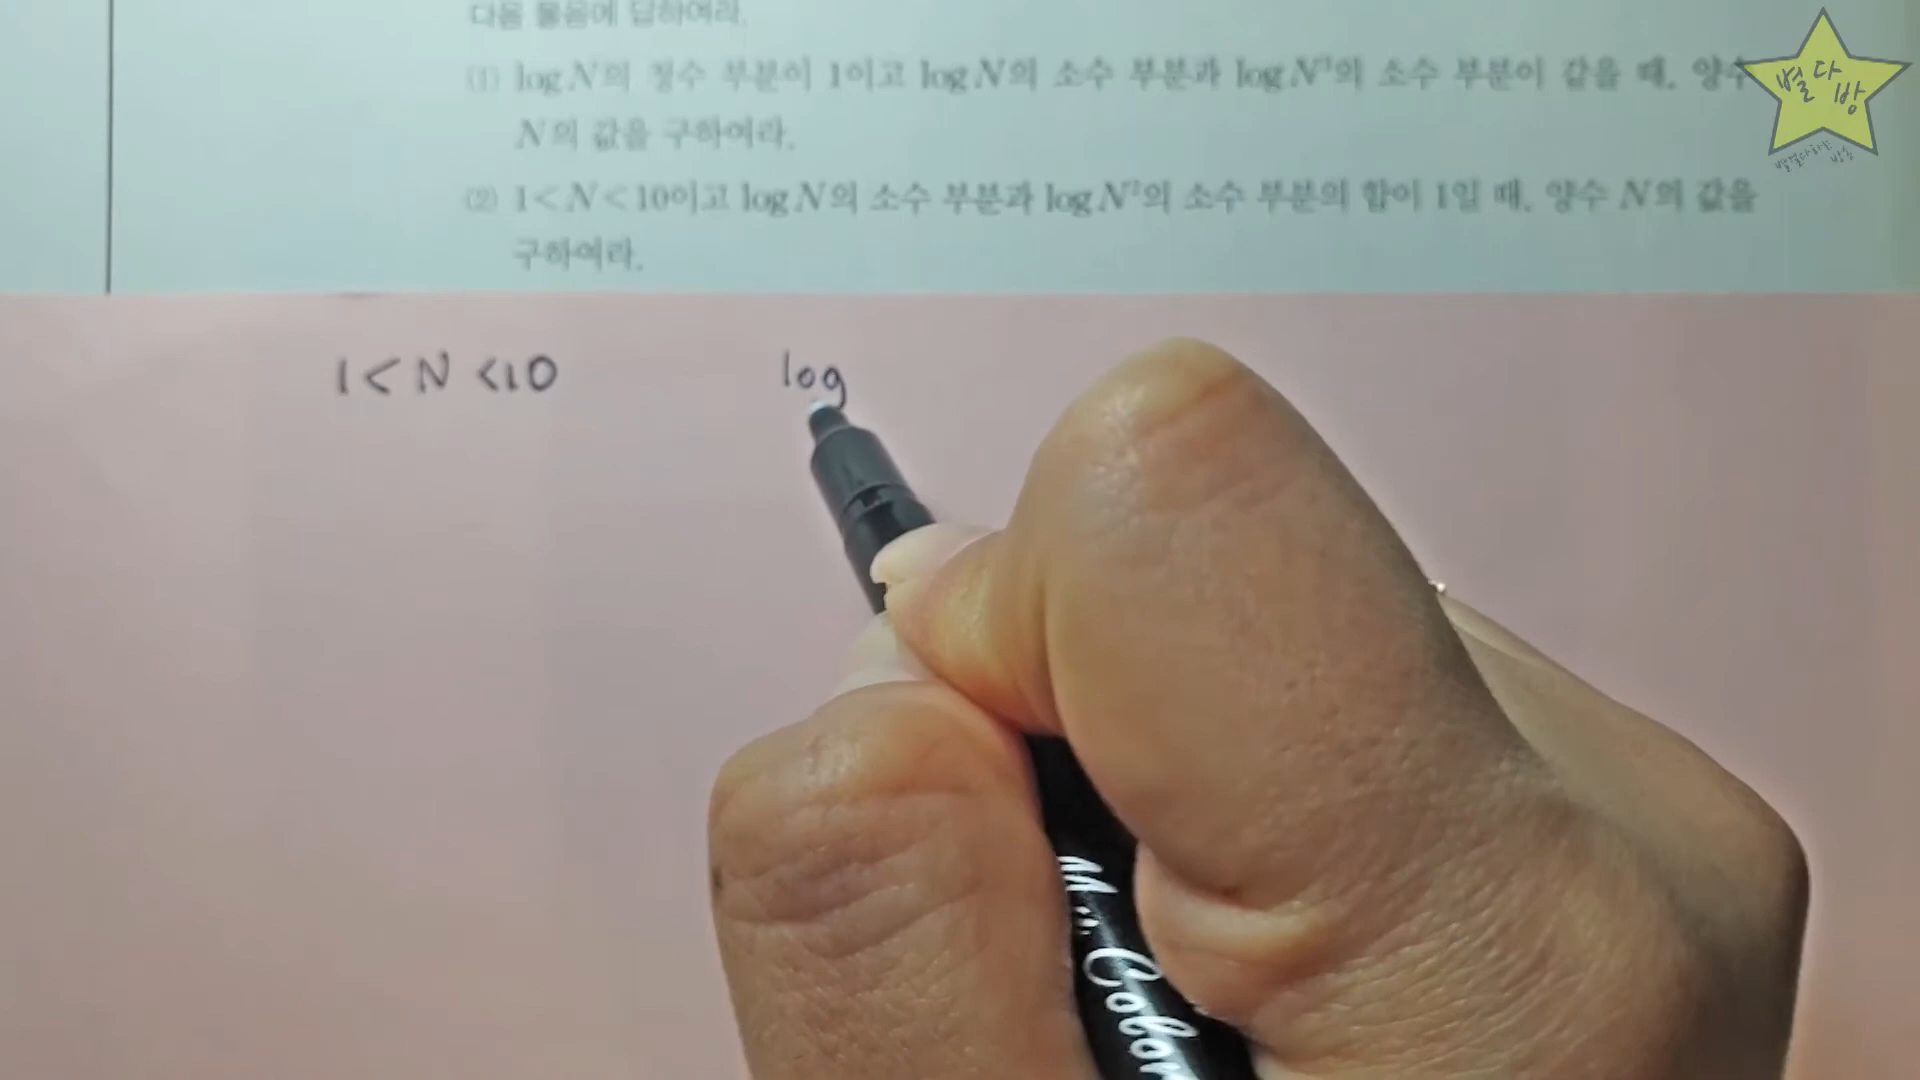 다음 물음에 답하여라.
(1) log N의 정수 부분이 1이고 log N의 소수 부분과 log N³의 소수 부분이 같을 때, 양수
N의 값을 구하여라.
(2) 1<N<10이고 log N의 소수 부분과 log N²의 소수 부분의 합이 1일 때, 양수 N의 값을
구하여라.
별다방
1<N<10
log
Colon